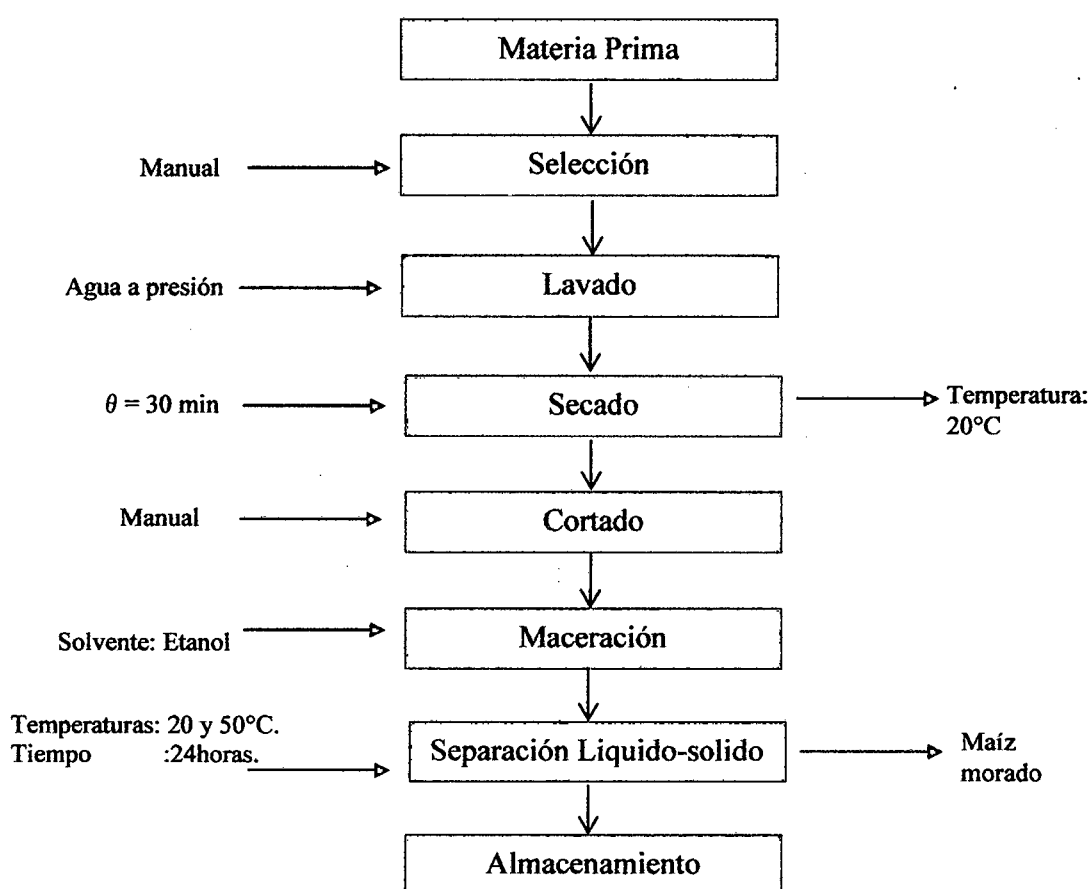 Materia Prima
Manual
Selección
Agua a presión
Lavado
θ = 30 min
Secado
Temperatura:
20°C
Manual
Cortado
Solvente: Etanol
Maceración
Temperaturas: 20 y 50°C.
Tiempo :24horas.
Separación Liquido-solido
Maíz
morado
Almacenamiento